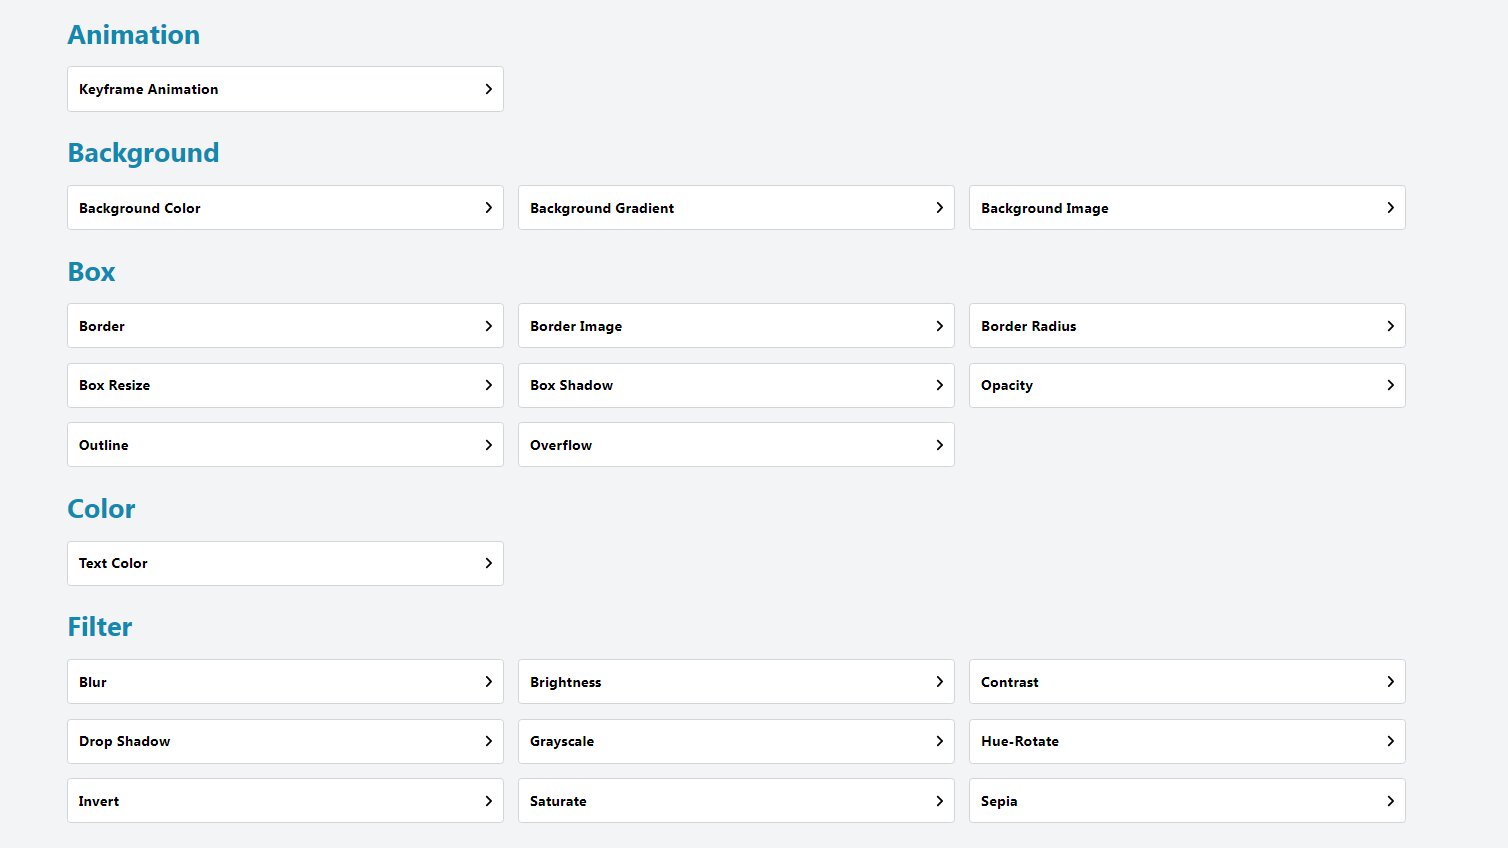 Animation
Keyframe Animation
Background
Background Color
Background Gradient
Background Image
Box
Border
Border Image
Border Radius
Box Resize
Box Shadow
Opacity
Outline
Overflow
Color
Text Color
Filter
Blur
Brightness
Contrast
Drop Shadow
Grayscale
Hue-Rotate
Invert
Saturate
Sepia